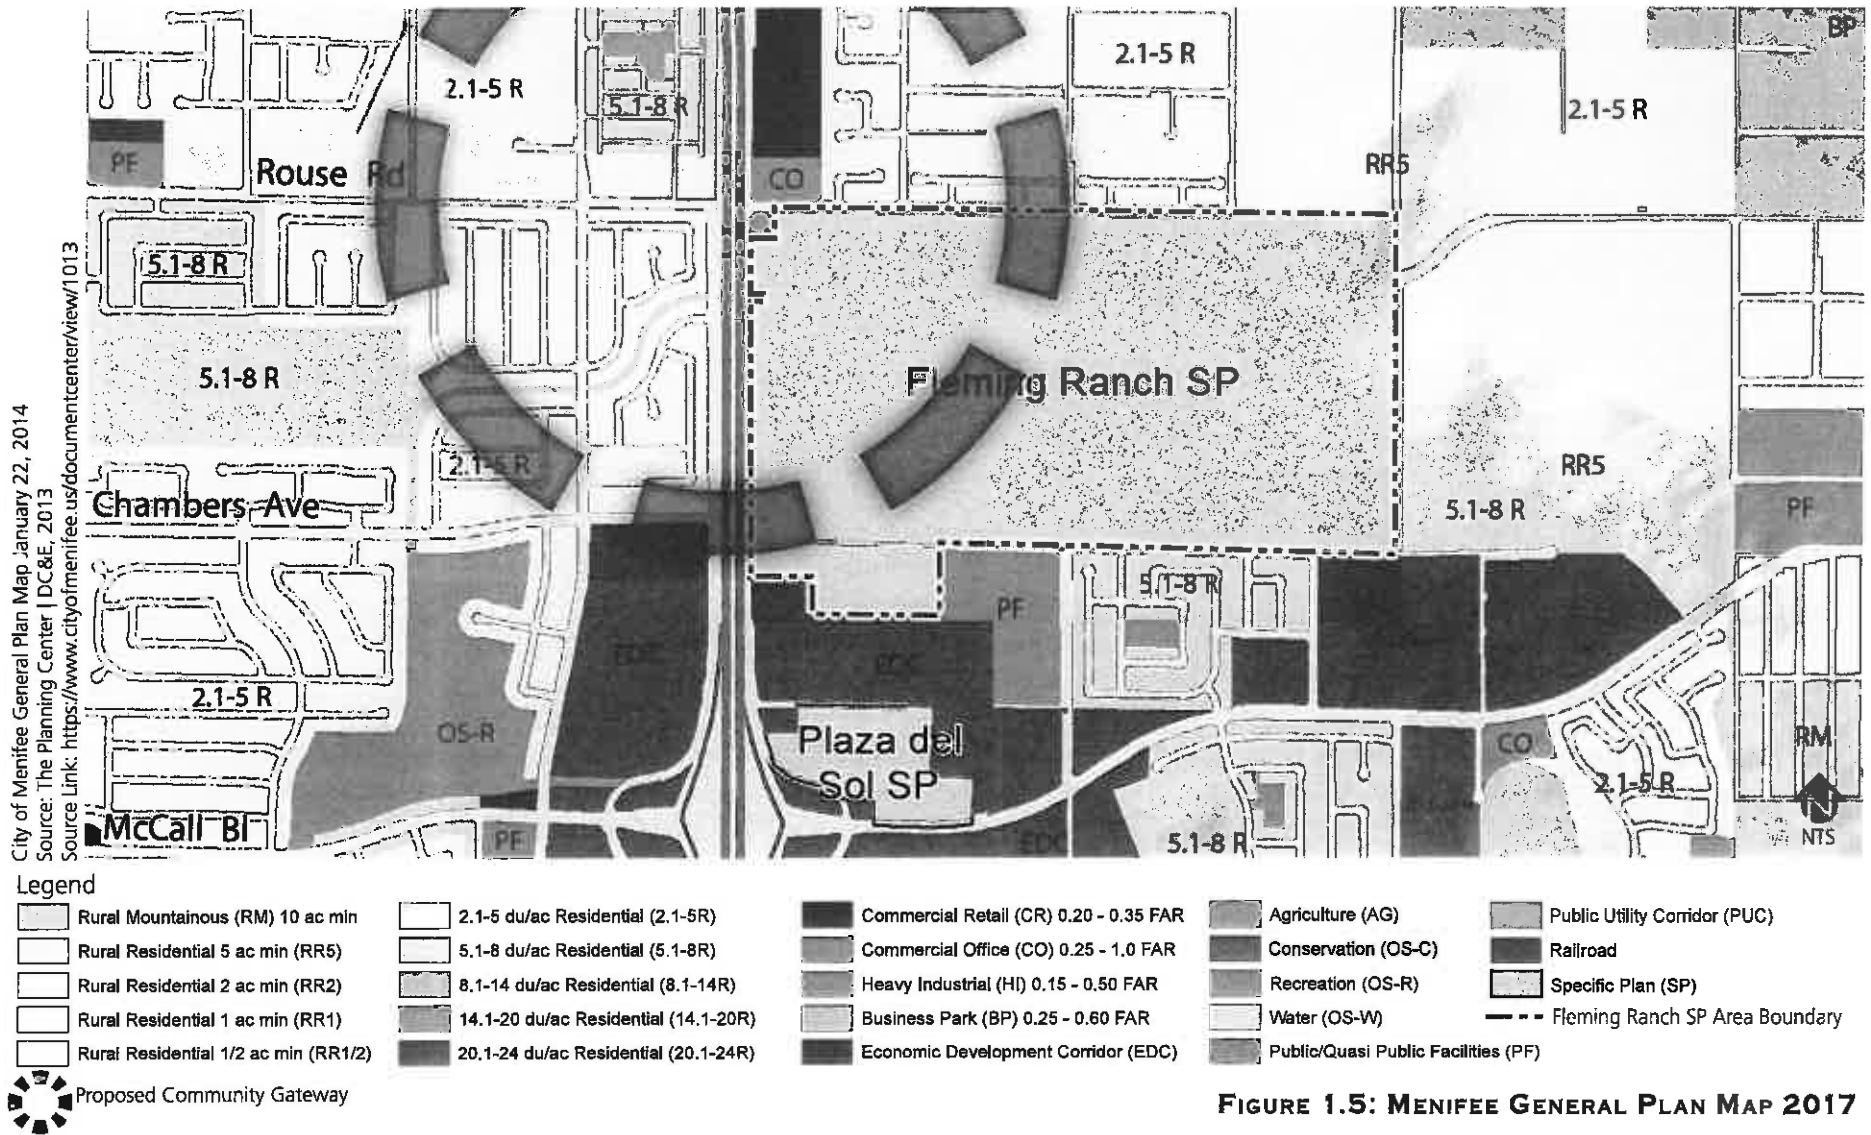 City of Menifee General Plan Map January 22, 2014
Source: The Planning Center | DC&E, 2013
Source Link: https://www.cityofmenifee.us/documentcenter/view/1013
BP
2.1-5 R
2.1-5 R
5.1-8 R
2.1-5 R
PF
Rouse Rd
CO
RR5
5.1-8 R
5.1-8 R
Fleming Ranch SP
2.1-5 R
RR5
Chambers Ave
5.1-8 R
PF
5.1-8 R
PF
EDC
EDC
2.1-5 R
OS-R
Plaza del
Sol SP
CO
RM
2.1-5 R
McCall Bl
PF
EDC
5.1-8 R
N
NTS
Legend
Rural Mountainous (RM) 10 ac min
Rural Residential 5 ac min (RR5)
Rural Residential 2 ac min (RR2)
Rural Residential 1 ac min (RR1)
Rural Residential 1/2 ac min (RR1/2)
Proposed Community Gateway
2.1-5 du/ac Residential (2.1-5R)
5.1-8 du/ac Residential (5.1-8R)
8.1-14 du/ac Residential (8.1-14R)
14.1-20 du/ac Residential (14.1-20R)
20.1-24 du/ac Residential (20.1-24R)
Commercial Retail (CR) 0.20 - 0.35 FAR
Commercial Office (CO) 0.25 - 1.0 FAR
Heavy Industrial (HI) 0.15 - 0.50 FAR
Business Park (BP) 0.25 - 0.60 FAR
Economic Development Corridor (EDC)
Agriculture (AG)
Conservation (OS-C)
Recreation (OS-R)
Water (OS-W)
Public/Quasi Public Facilities (PF)
Public Utility Corridor (PUC)
Railroad
Specific Plan (SP)
Fleming Ranch SP Area Boundary
FIGURE 1.5: MENIFEE GENERAL PLAN MAP 2017